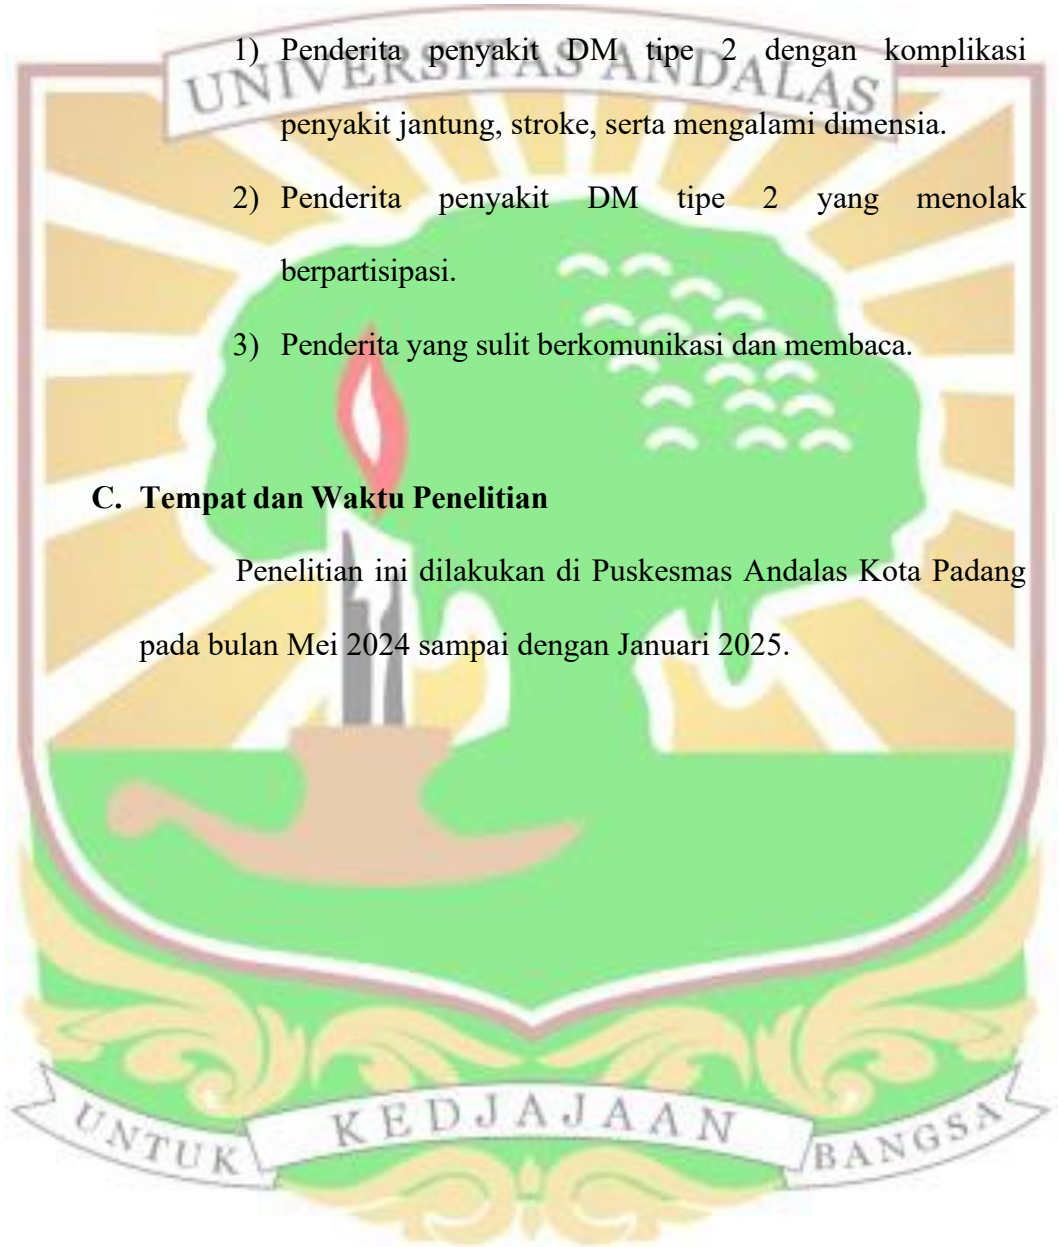 UNIVERSITAS ANDALAS
1) Penderita penyakit DM tipe 2 dengan komplikasi
penyakit jantung, stroke, serta mengalami dimensia.
2) Penderita penyakit DM tipe 2 yang menolak
berpartisipasi.
3) Penderita yang sulit berkomunikasi dan membaca.
C. Tempat dan Waktu Penelitian
Penelitian ini dilakukan di Puskesmas Andalas Kota Padang
pada bulan Mei 2024 sampai dengan Januari 2025.
UNTUK KEDJAJAAN BANGSA